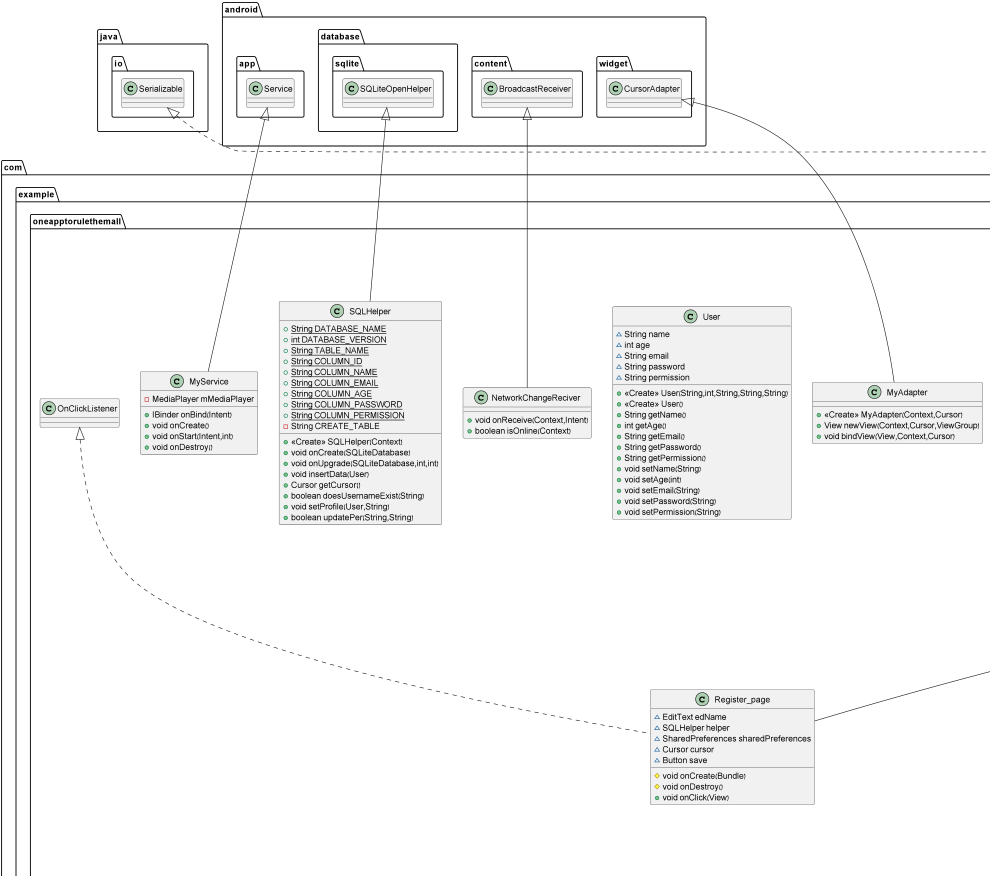 android
java
database
io
app
sqlite
content
widget
C Serializable
C Service
C SQLiteOpenHelper
C BroadcastReceiver
C CursorAdapter
com
example
oneapptorulethemall
C OnClickListener
C MyService
MediaPlayer mMediaPlayer
IBinder onBind(Intent)
void onCreate()
void onStart(Intent,int)
void onDestroy()
C SQLHelper
String DATABASE_NAME
int DATABASE_VERSION
String TABLE_NAME
String COLUMN_ID
String COLUMN_NAME
String COLUMN_EMAIL
String COLUMN_AGE
String COLUMN_PASSWORD
String COLUMN_PERMISSION
String CREATE_TABLE
«Create» SQLHelper(Context)
void onCreate(SQLiteDatabase)
void onUpgrade(SQLiteDatabase,int,int)
void insertData(User)
Cursor getCursor()
boolean doesUsernameExist(String)
void setProfile(User,String)
boolean updatePer(String,String)
C NetworkChangeReciver
void onReceive(Context,Intent)
boolean isOnline(Context)
C User
String name
int age
String email
String password
String permission
«Create» User(String,int,String,String,String)
«Create» User()
String getName()
int getAge()
String getEmail()
String getPassword()
String getPermission()
void setName(String)
void setAge(int)
void setEmail(String)
void setPassword(String)
void setPermission(String)
C MyAdapter
«Create» MyAdapter(Context,Cursor)
View newView(Context,Cursor,ViewGroup)
void bindView(View,Context,Cursor)
C Register_page
EditText edName
SQLHelper helper
SharedPreferences sharedPreferences
Cursor cursor
Button save
void onCreate(Bundle)
void onDestroy()
void onClick(View)